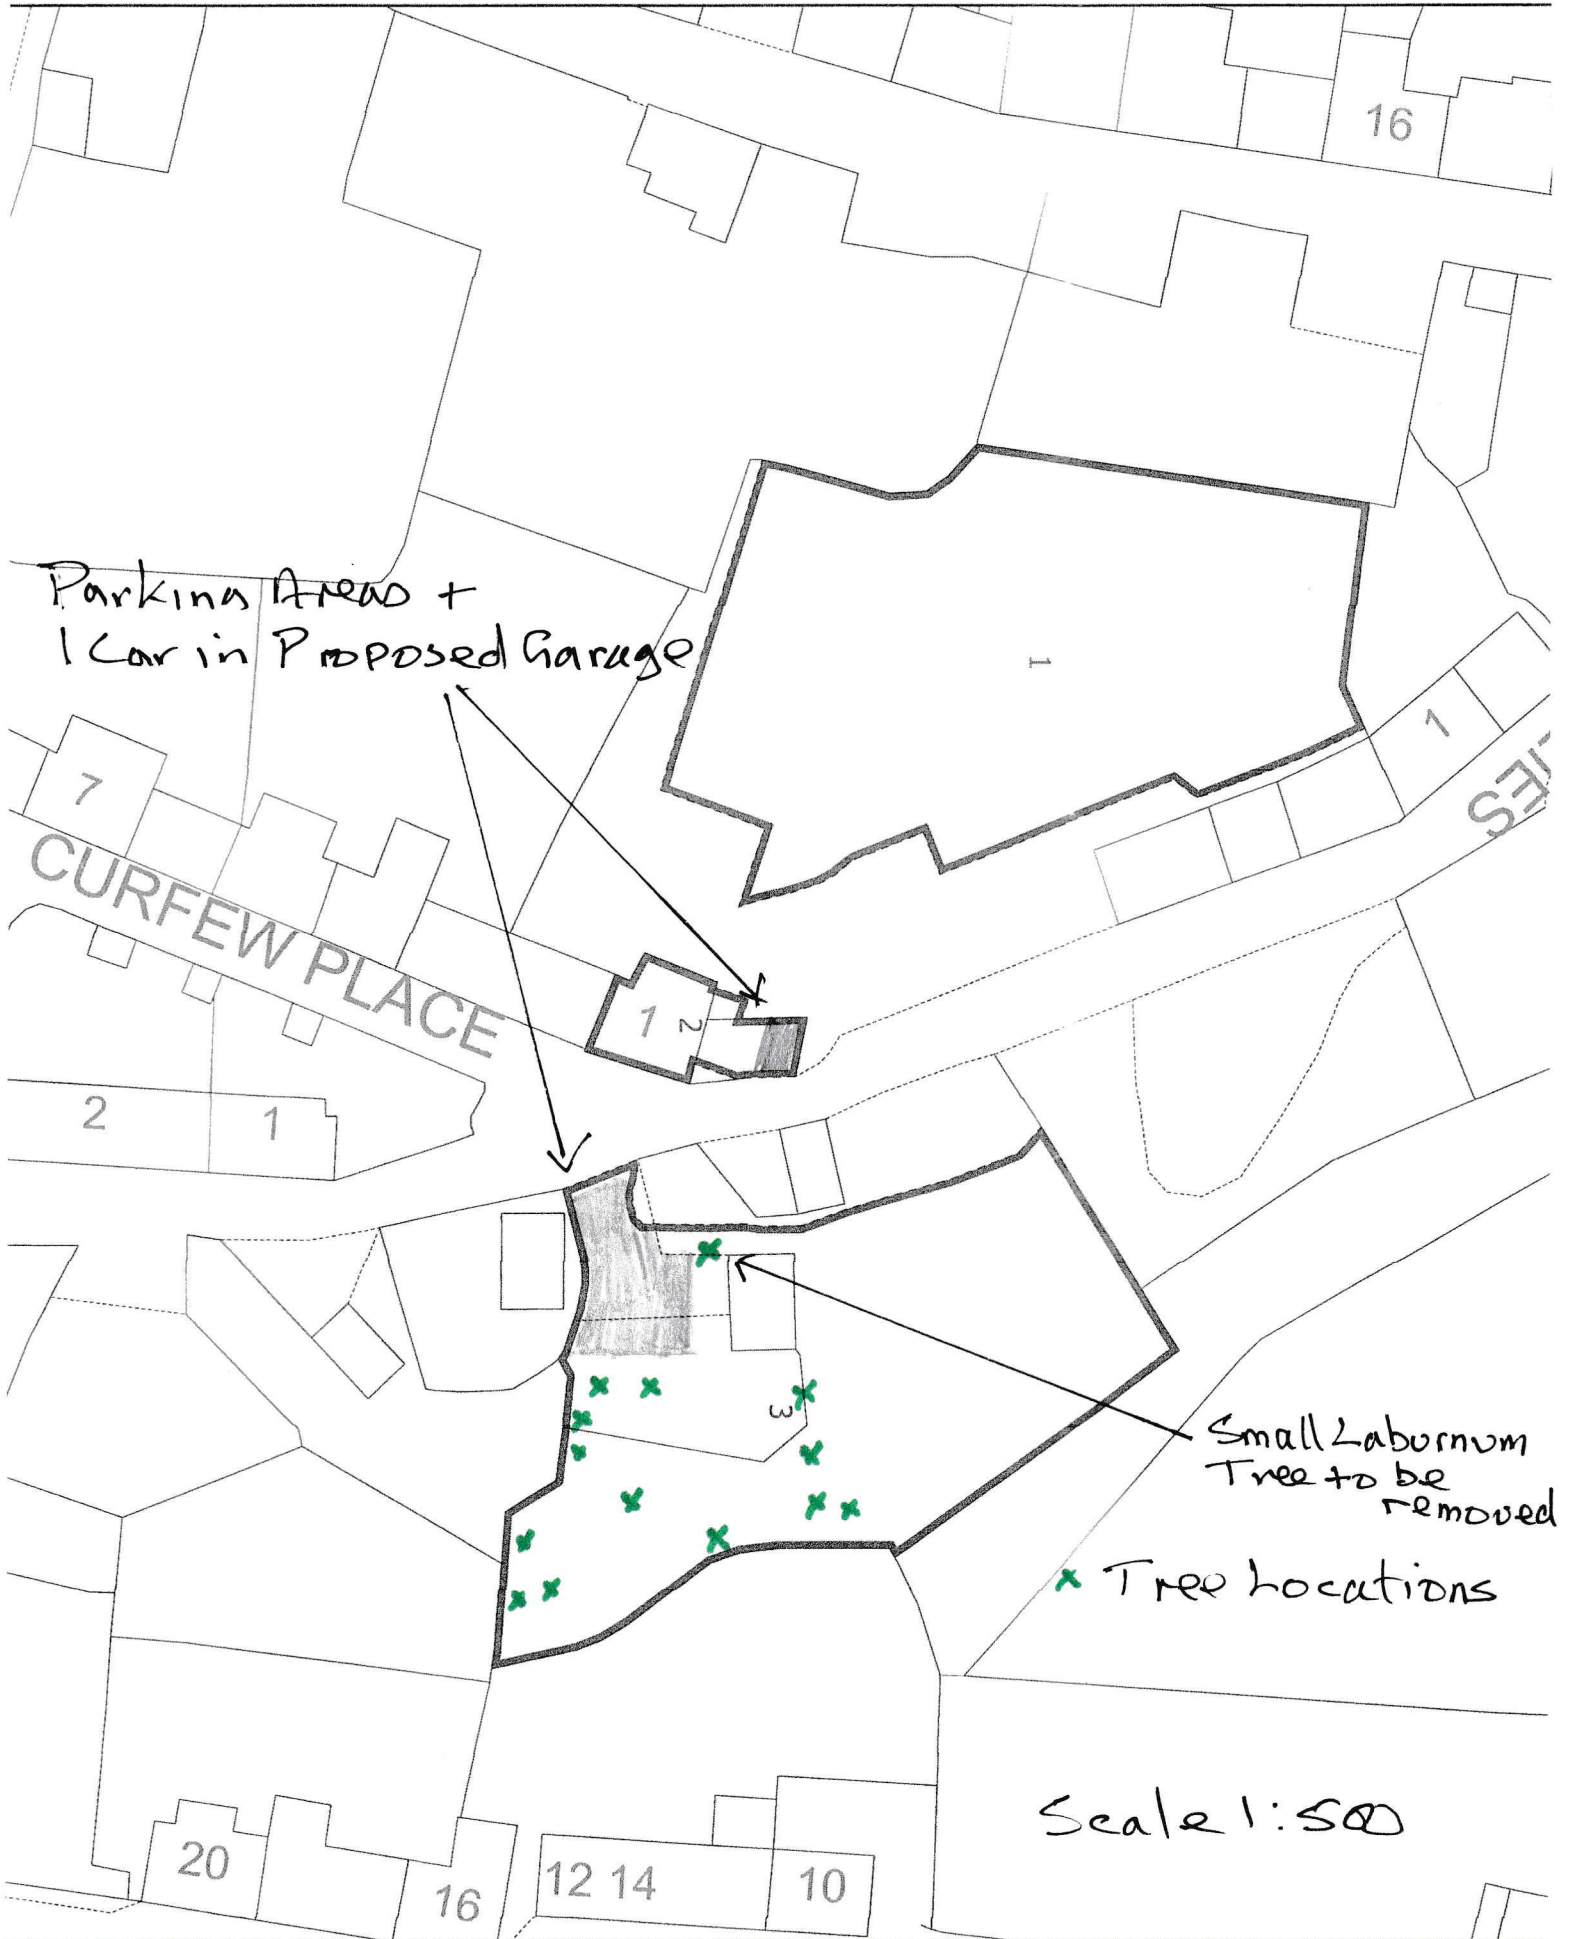 16
Parking Areas +
1 Car in Proposed Garage
1
1
7
CURFEW PLACE
1
2
2
1
3
Small Laburnum
Tree to be
removed
x Tree Locations
Scale 1:500
20
16
12 14
10